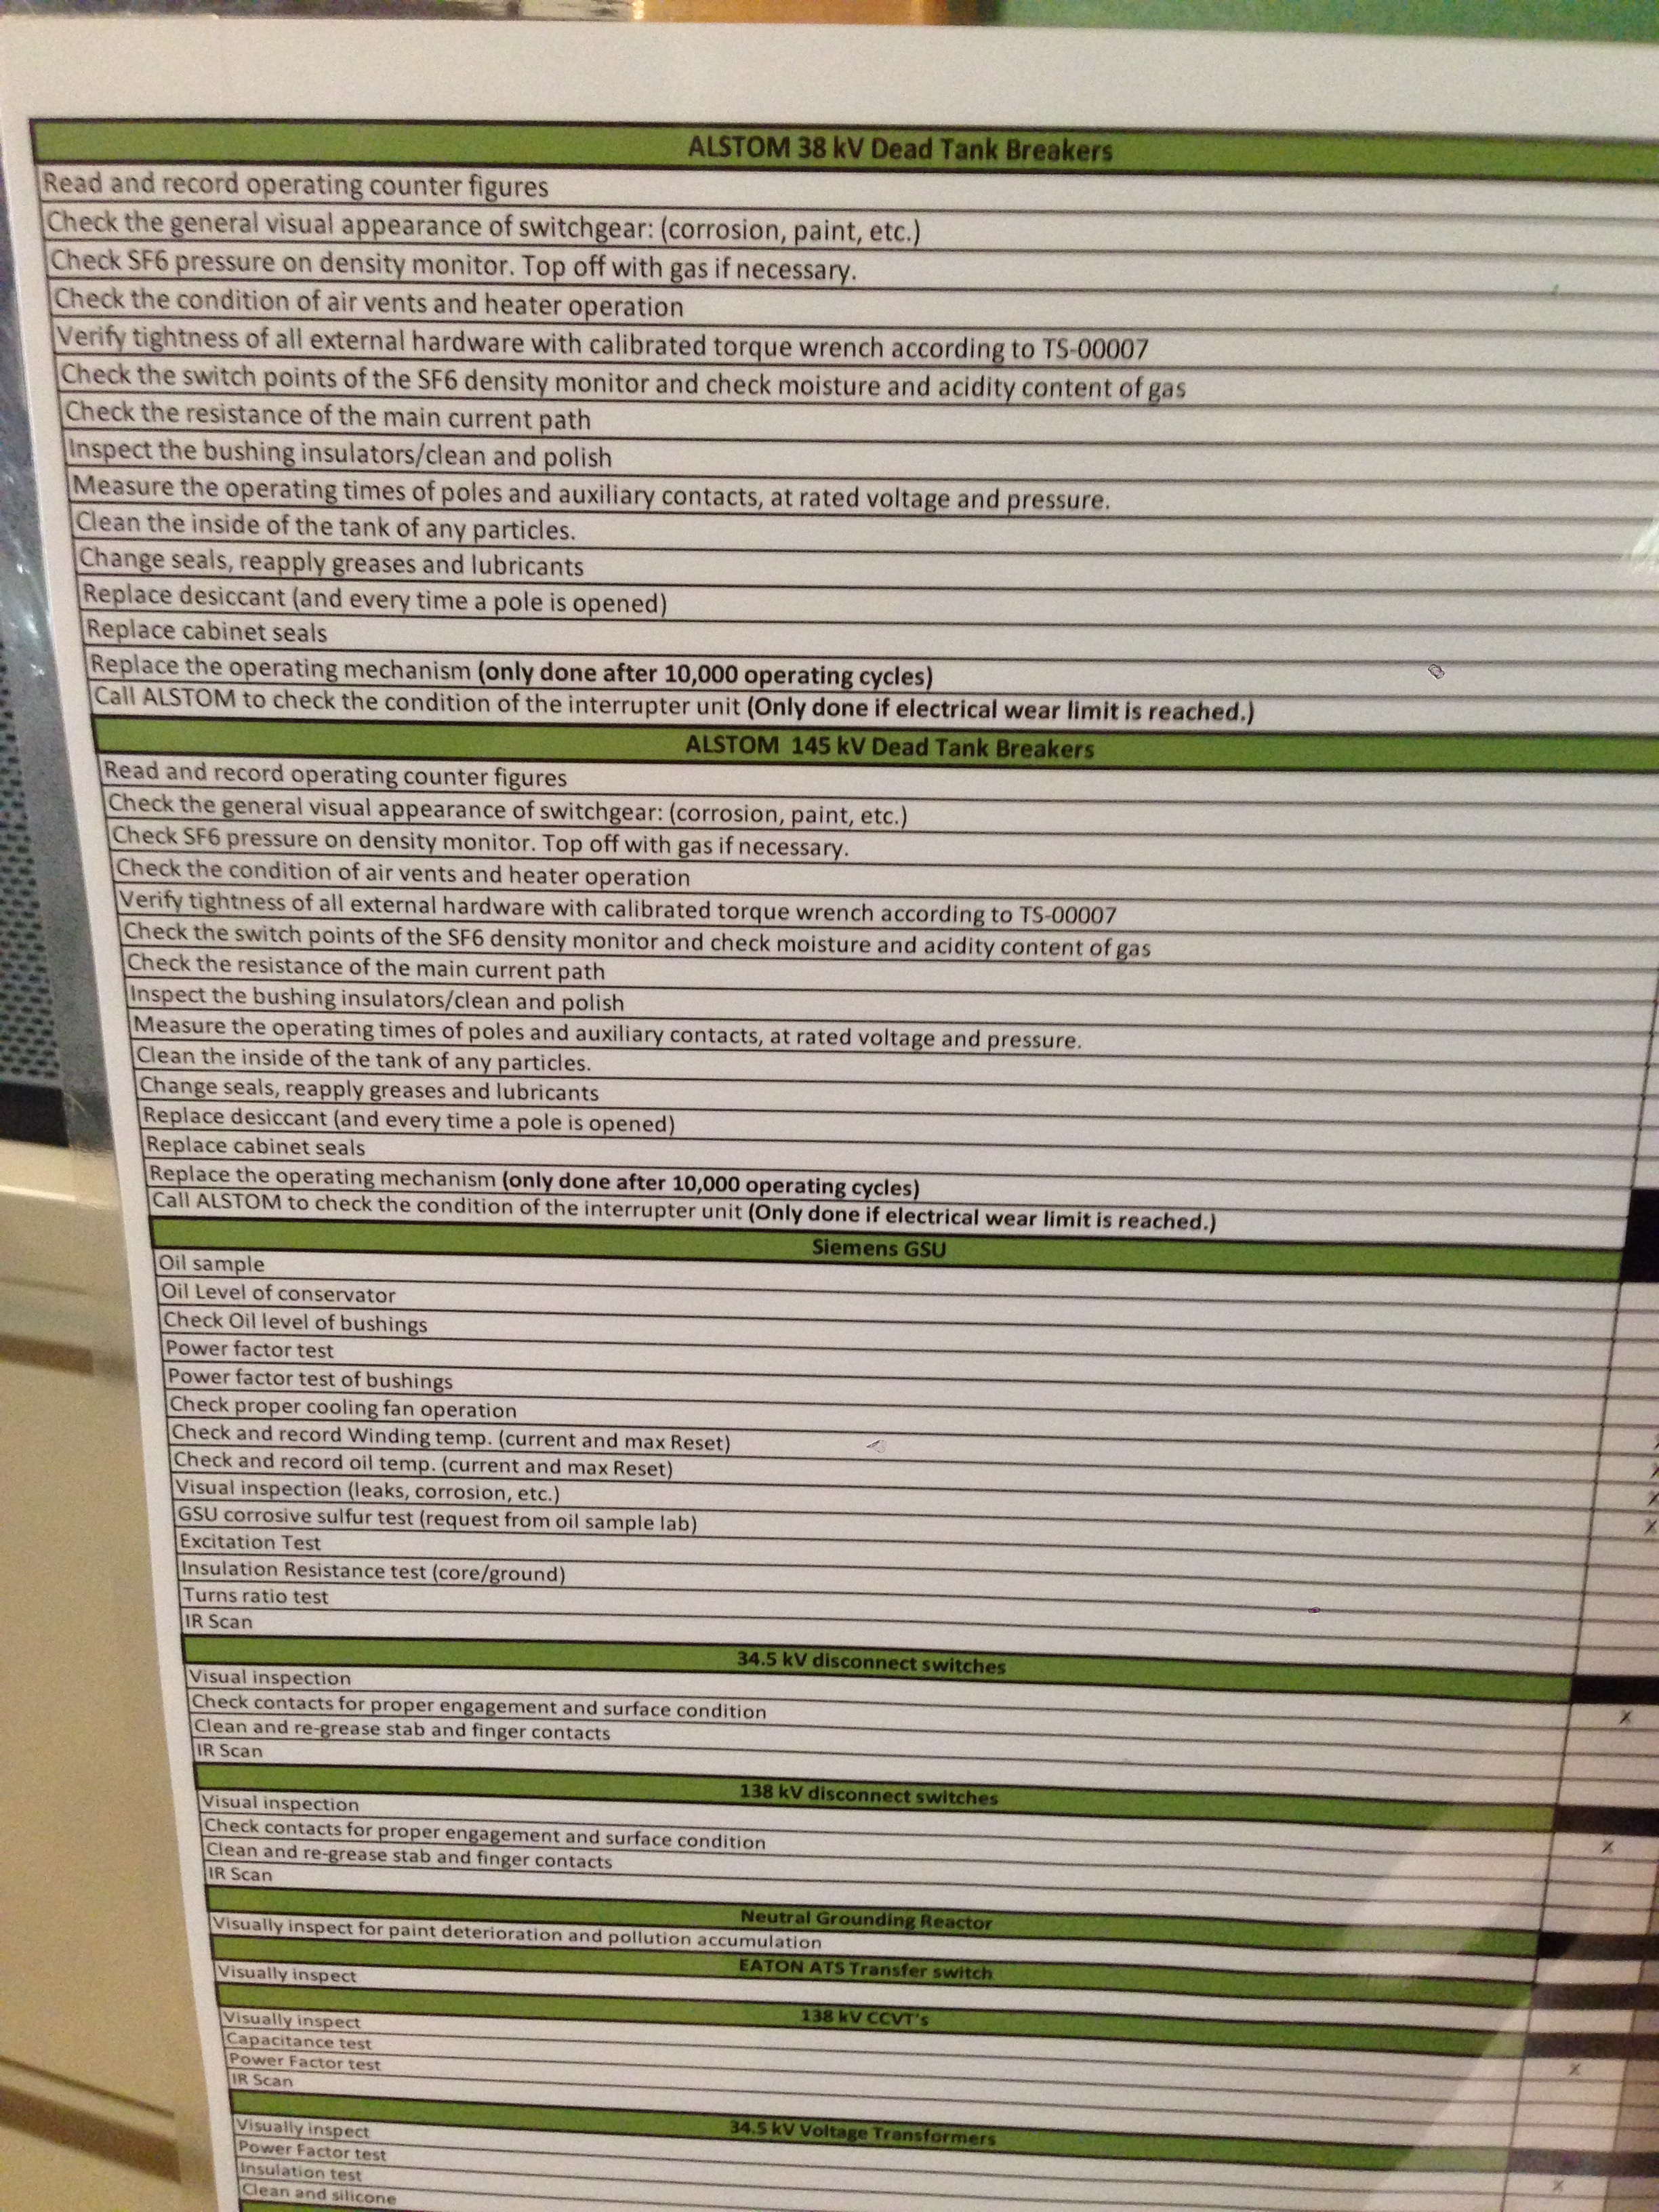 ALSTOM 38 kV Dead Tank Breakers
Read and record operating counter figures
Check the general visual appearance of switchgear: (corrosion, paint, etc.)
Check SF6 pressure on density monitor. Top off with gas if necessary.
Check the condition of air vents and heater operation
Verify tightness of all external hardware with calibrated torque wrench according to TS-00007
Check the switch points of the SF6 density monitor and check moisture and acidity content of gas
Check the resistance of the main current path
Inspect the bushing insulators/clean and polish
Measure the operating times of poles and auxiliary contacts, at rated voltage and pressure.
Clean the inside of the tank of any particles.
Change seals, reapply greases and lubricants
Replace desiccant (and every time a pole is opened)
Replace cabinet seals
Replace the operating mechanism (only done after 10,000 operating cycles)
Call ALSTOM to check the condition of the interrupter unit (Only done if electrical wear limit is reached.)
ALSTOM 145 kV Dead Tank Breakers
Read and record operating counter figures
Check the general visual appearance of switchgear: (corrosion, paint, etc.)
Check SF6 pressure on density monitor. Top off with gas if necessary.
Check the condition of air vents and heater operation
Verify tightness of all external hardware with calibrated torque wrench according to TS-00007
Check the switch points of the SF6 density monitor and check moisture and acidity content of gas
Check the resistance of the main current path
Inspect the bushing insulators/clean and polish
Measure the operating times of poles and auxiliary contacts, at rated voltage and pressure.
Clean the inside of the tank of any particles.
Change seals, reapply greases and lubricants
Replace desiccant (and every time a pole is opened)
Replace cabinet seals
Replace the operating mechanism (only done after 10,000 operating cycles)
Call ALSTOM to check the condition of the interrupter unit (Only done if electrical wear limit is reached.)
Siemens GSU
Oil sample
Oil Level of conservator
Check Oil level of bushings
Power factor test
Power factor test of bushings
Check proper cooling fan operation
Check and record Winding temp. (current and max Reset) X
Check and record oil temp. (current and max Reset) X
Visual inspection (leaks, corrosion, etc.) X
GSU corrosive sulfur test (request from oil sample lab) X
Excitation Test
Insulation Resistance test (core/ground)
Turns ratio test
IR Scan
34.5 kV disconnect switches
Visual inspection X
Check contacts for proper engagement and surface condition
Clean and re-grease stab and finger contacts
IR Scan
138 kV disconnect switches
Visual inspection X
Check contacts for proper engagement and surface condition
Clean and re-grease stab and finger contacts
IR Scan
Neutral Grounding Reactor
Visually inspect for paint deterioration and pollution accumulation
EATON ATS Transfer switch
Visually inspect
138 kV CCVT's
Visually inspect X
Capacitance test
Power Factor test
IR Scan
34.5 kV Voltage Transformers
Visually inspect X
Power Factor test
Insulation test
Clean and silicone